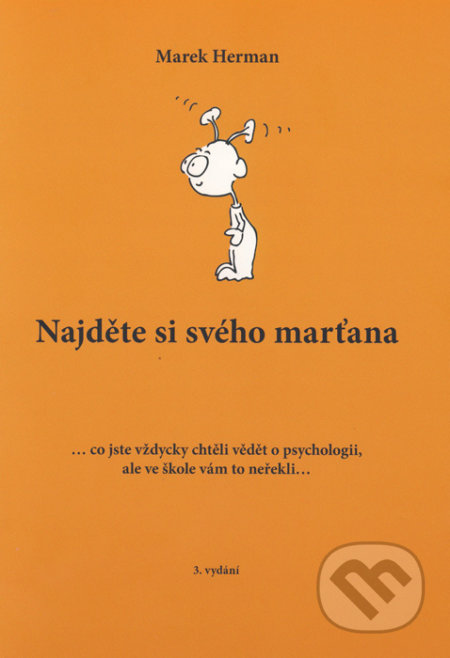 Marek Herman
Najděte si svého marťana
… co jste vždycky chtěli vědět o psychologii,
ale ve škole vám to neřekli…
3. vydání
m